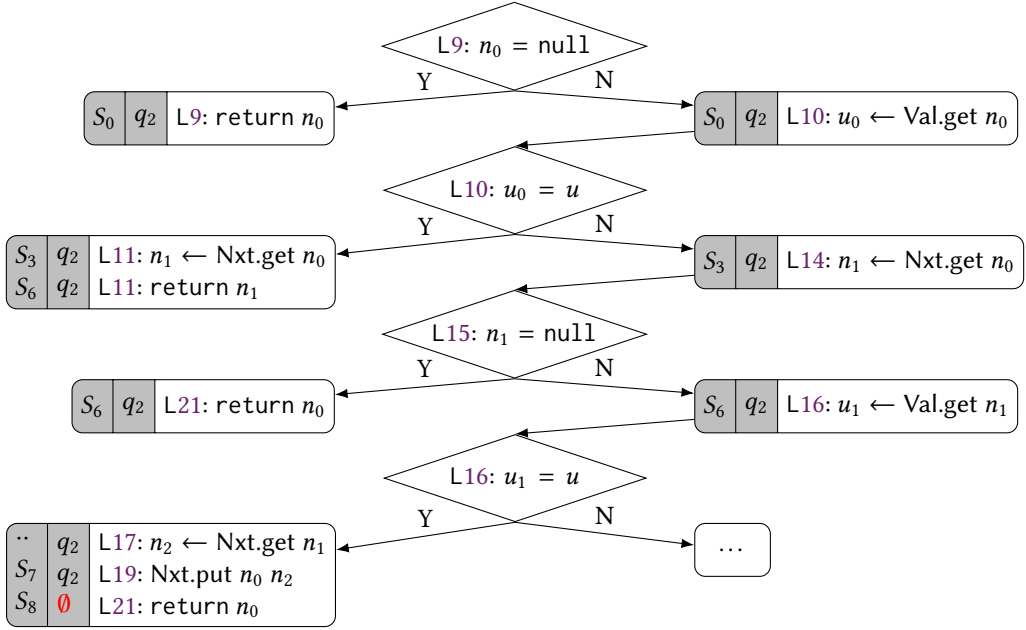 L9: n₀ = null
Y N
S₀ q₂ L9: return n₀
S₀ q₂ L10: u₀ ← Val.get n₀
L10: u₀ = u
Y N
S₃ q₂ L11: n₁ ← Nxt.get n₀
S₆ q₂ L11: return n₁
S₃ q₂ L14: n₁ ← Nxt.get n₀
L15: n₁ = null
Y N
S₆ q₂ L21: return n₀
S₆ q₂ L16: u₁ ← Val.get n₁
L16: u₁ = u
Y N
.. q₂ L17: n₂ ← Nxt.get n₁
S₇ q₂ L19: Nxt.put n₀ n₂
S₈ ∅ L21: return n₀
...